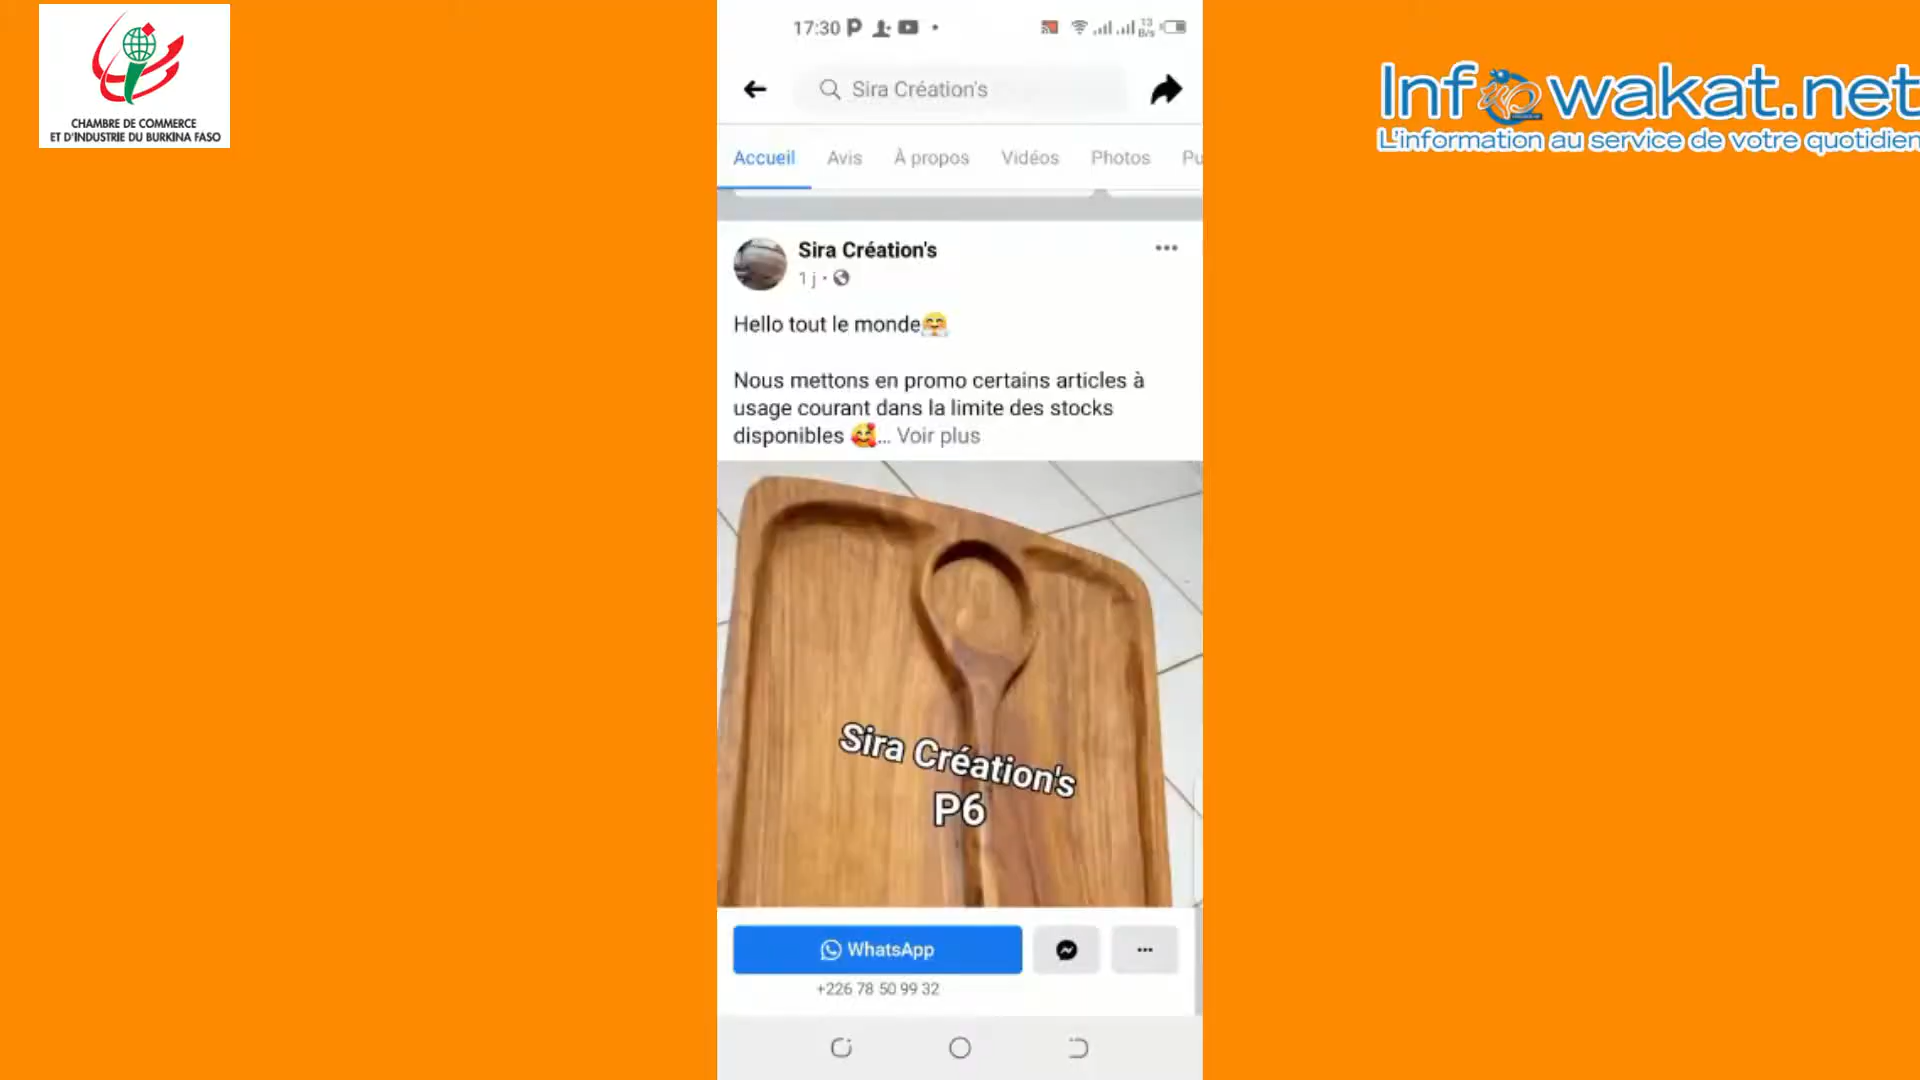 CHAMBRE DE COMMERCE
ET D'INDUSTRIE DU BURKINA FASO
Infowakat.net
L'information au service de votre quotidien
17:30
13
B/s
Sira Création's
Accueil Avis À propos Vidéos Photos Pu
Sira Création's
1 j
Hello tout le monde🤗
Nous mettons en promo certains articles à
usage courant dans la limite des stocks
disponibles 🥰... Voir plus
Sira Création's
P6
WhatsApp
+226 78 50 99 32